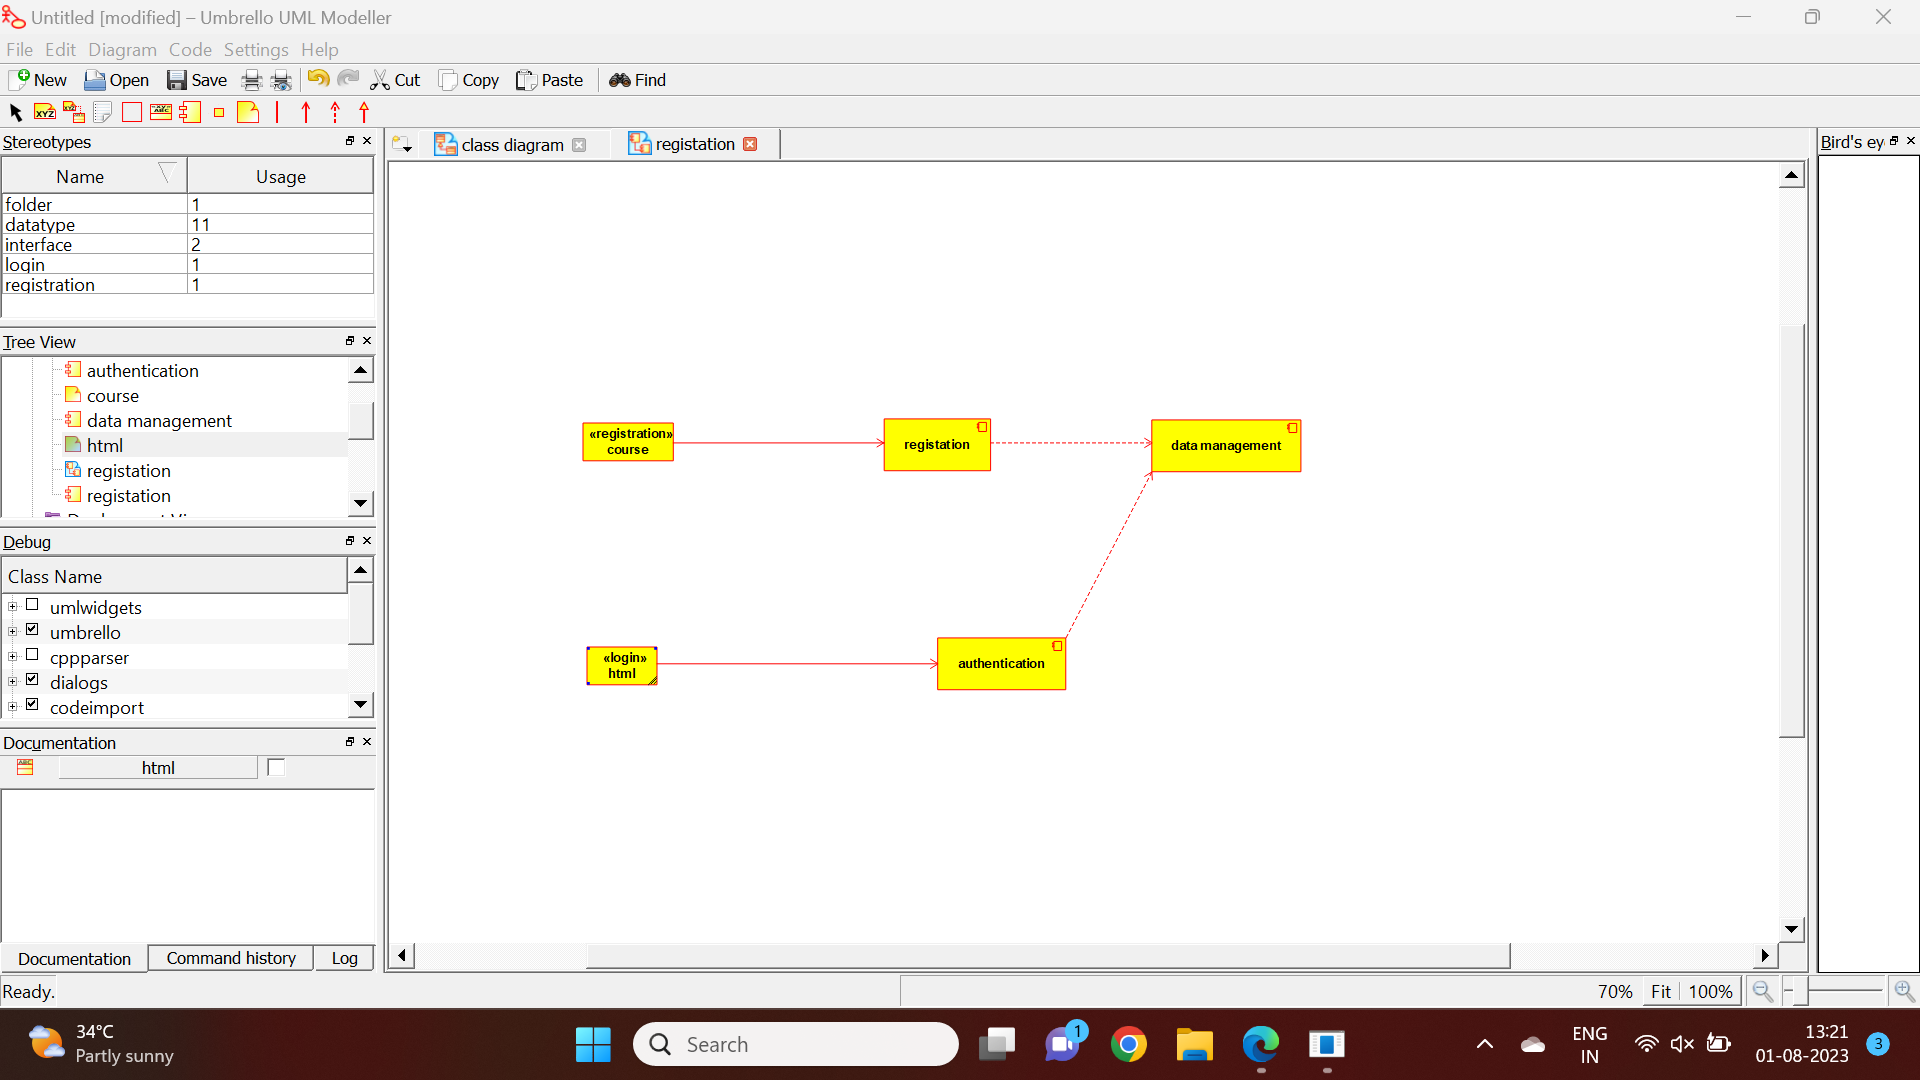 Untitled [modified] – Umbrello UML Modeller
File Edit Diagram Code Settings Help
New Open Save Cut Copy Paste Find
XYZ
Stereotypes
Name Usage
folder 1
datatype 11
interface 2
login 1
registration 1
Tree View
authentication
course
data management
html
registation
registation
Debug
Class Name
umlwidgets
umbrello
cppparser
dialogs
codeimport
Documentation
html
Documentation Command history Log
class diagram registation
«registration»
course
registation
data management
«login»
html
authentication
Bird's ey
Ready.
70% Fit 100%
34°C
Partly sunny
Search
1
ENG
IN
13:21
01-08-2023
3